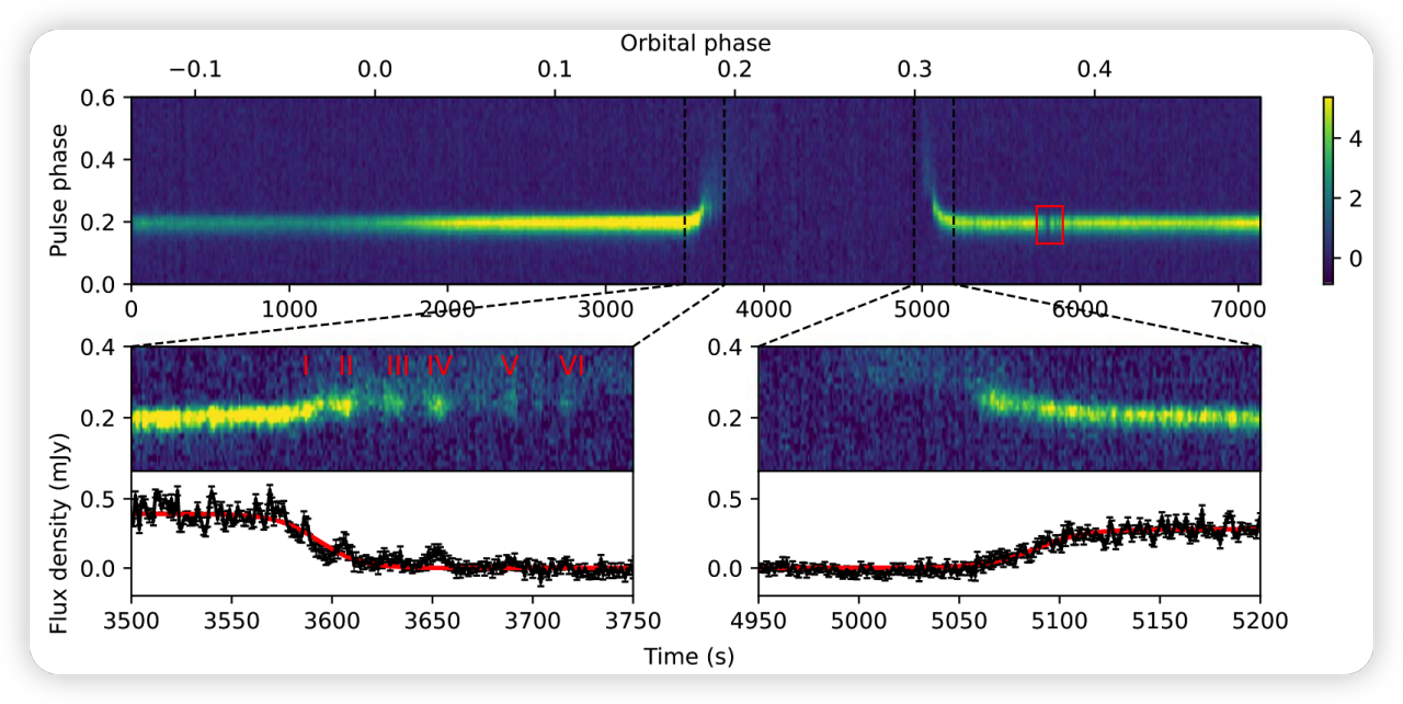 Orbital phase
−0.1 0.0 0.1 0.2 0.3 0.4
Pulse phase
0.6
0.4
0.2
0.0
0 1000 2000 3000 4000 5000 6000 7000
4
2
0
I II III IV V VI
0.4
0.2
0.4
0.2
Flux density (mJy)
0.5
0.0
0.5
0.0
3500 3550 3600 3650 3700 3750
4950 5000 5050 5100 5150 5200
Time (s)